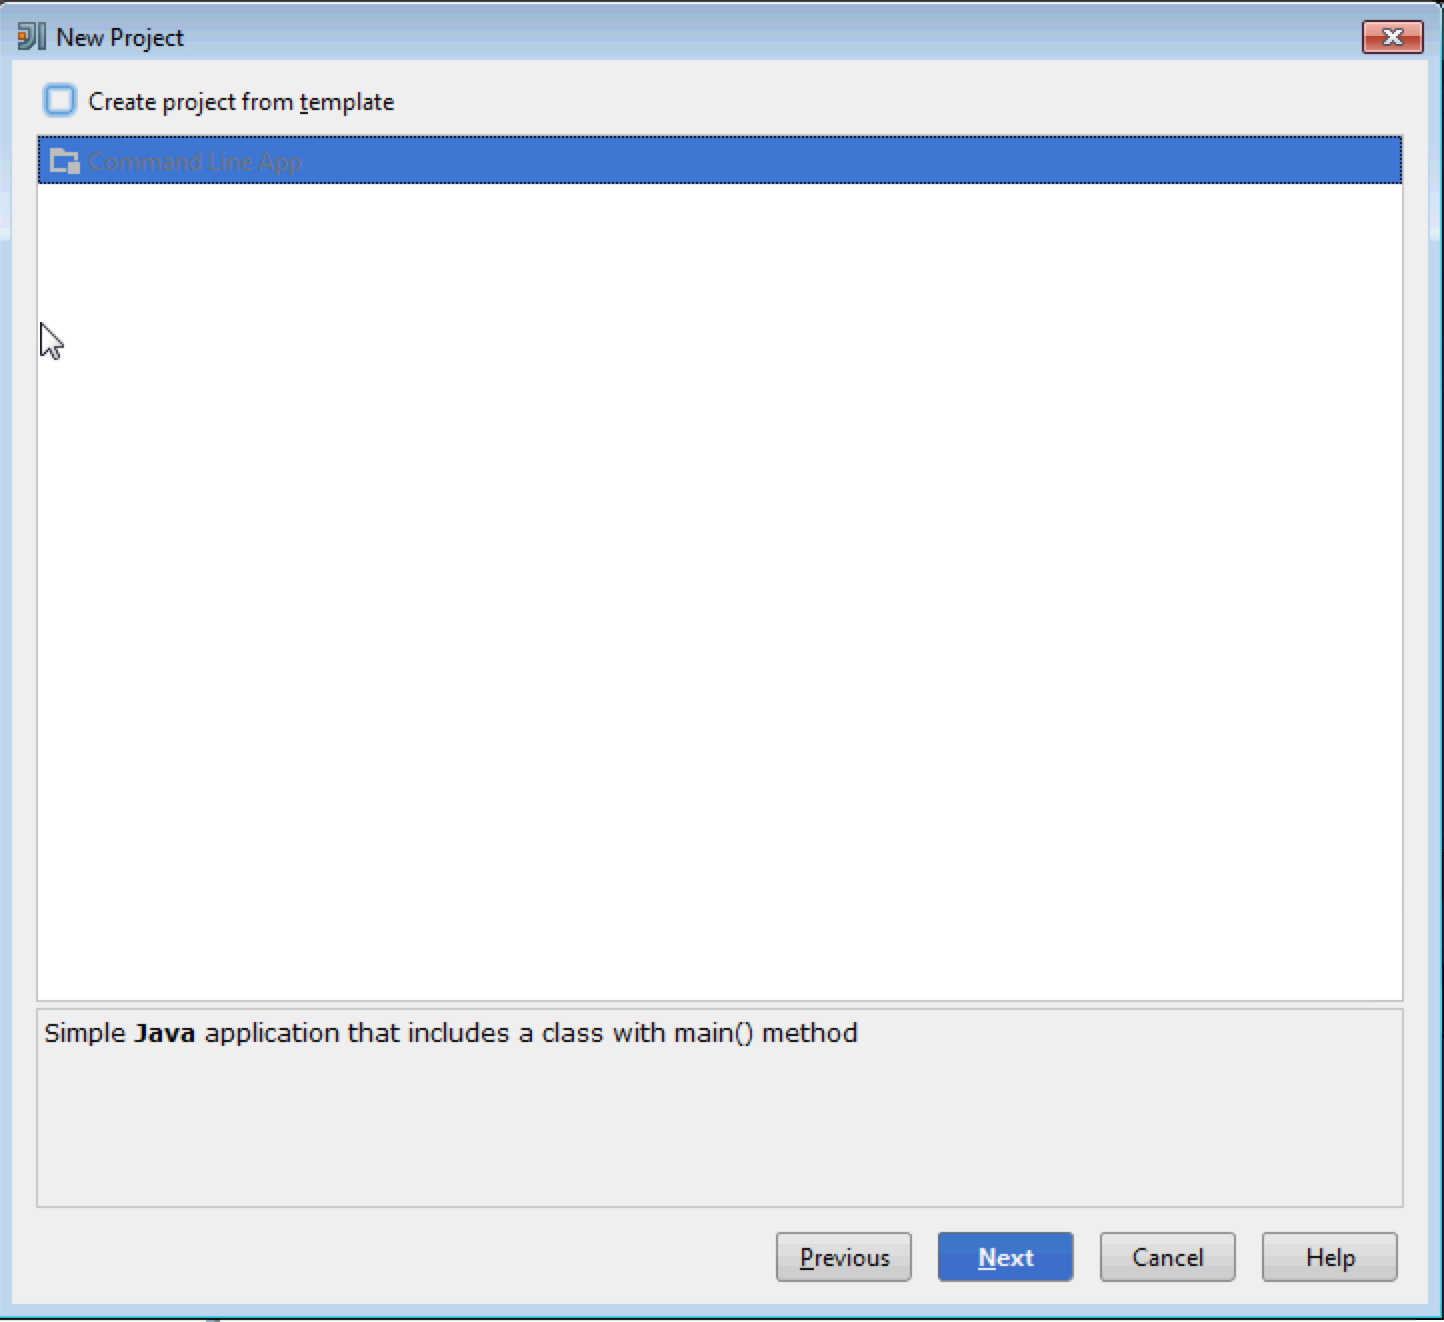 New Project
Create project from template
Command Line App
Simple Java application that includes a class with main() method
Previous
Next
Cancel
Help